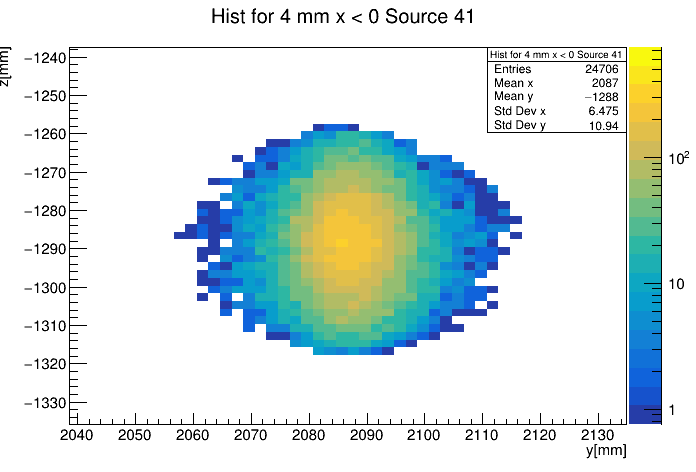 Hist for 4 mm x < 0 Source 41
z[mm]
−1240
−1250
−1260
−1270
−1280
−1290
−1300
−1310
−1320
−1330
Hist for 4 mm x < 0 Source 41
Entries 24706
Mean x 2087
Mean y −1288
Std Dev x 6.475
Std Dev y 10.94
10²
10
1
2040 2050 2060 2070 2080 2090 2100 2110 2120 2130
y[mm]